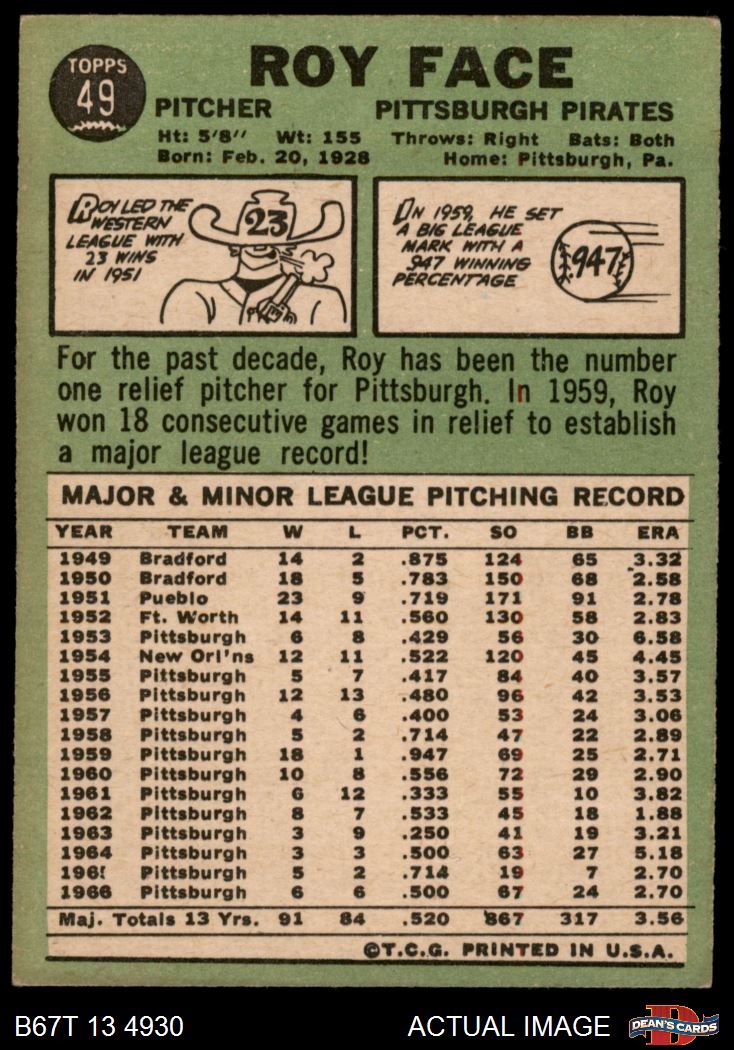 TOPPS
49
ROY FACE
PITCHER PITTSBURGH PIRATES
Ht: 5'8" Wt: 155 Throws: Right Bats: Both
Born: Feb. 20, 1928 Home: Pittsburgh, Pa.
ROY LED THE
WESTERN
LEAGUE WITH
23 WINS
IN 1951
23
IN 1959, HE SET
A BIG LEAGUE
MARK WITH A
.947 WINNING
PERCENTAGE
.947
For the past decade, Roy has been the number
one relief pitcher for Pittsburgh. In 1959, Roy
won 18 consecutive games in relief to establish
a major league record!
MAJOR & MINOR LEAGUE PITCHING RECORD
YEAR TEAM W L PCT. SO BB ERA
1949 Bradford 14 2 .875 124 65 3.32
1950 Bradford 18 5 .783 150 68 2.58
1951 Pueblo 23 9 .719 171 91 2.78
1952 Ft. Worth 14 11 .560 130 58 2.83
1953 Pittsburgh 6 8 .429 56 30 6.58
1954 New Orl'ns 12 11 .522 120 45 4.45
1955 Pittsburgh 5 7 .417 84 40 3.57
1956 Pittsburgh 12 13 .480 96 42 3.53
1957 Pittsburgh 4 6 .400 53 24 3.06
1958 Pittsburgh 5 2 .714 47 22 2.89
1959 Pittsburgh 18 1 .947 69 25 2.71
1960 Pittsburgh 10 8 .556 72 29 2.90
1961 Pittsburgh 6 12 .333 55 10 3.82
1962 Pittsburgh 8 7 .533 45 18 1.88
1963 Pittsburgh 3 9 .250 41 19 3.21
1964 Pittsburgh 3 3 .500 63 27 5.18
1965 Pittsburgh 5 2 .714 19 7 2.70
1966 Pittsburgh 6 6 .500 67 24 2.70
Maj. Totals 13 Yrs. 91 84 .520 867 317 3.56
©T.C.G. PRINTED IN U.S.A.
B67T 13 4930 ACTUAL IMAGE D DEAN'S CARDS